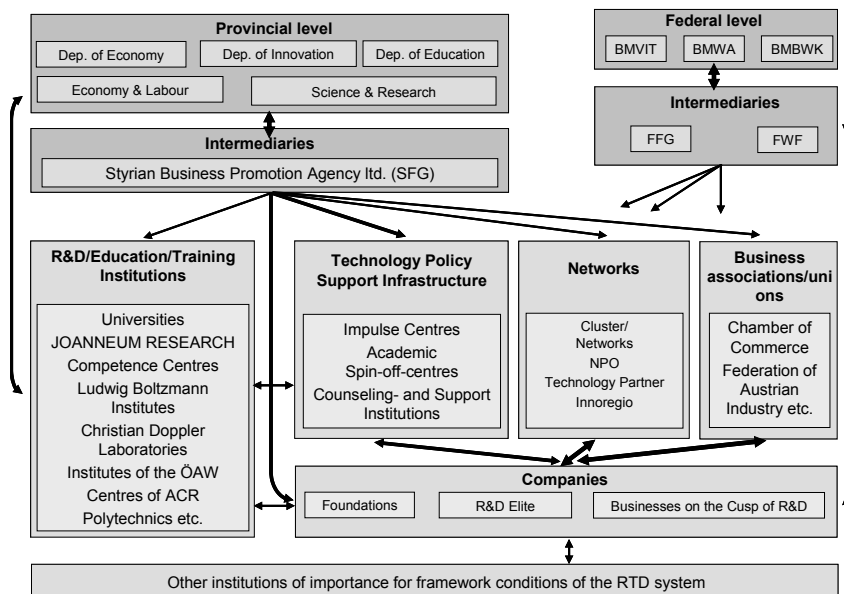 Provincial level
Dep. of Economy
Dep. of Innovation
Dep. of Education
Economy & Labour
Science & Research
Intermediaries
Styrian Business Promotion Agency ltd. (SFG)
Federal level
BMVIT
BMWA
BMBWK
Intermediaries
FFG
FWF
R&D/Education/Training
Institutions
Universities
JOANNEUM RESEARCH
Competence Centres
Ludwig Boltzmann
Institutes
Christian Doppler
Laboratories
Institutes of the ÖAW
Centres of ACR
Polytechnics etc.
Technology Policy
Support Infrastructure
Impulse Centres
Academic
Spin-off-centres
Counseling- and Support
Institutions
Networks
Cluster/
Networks
NPO
Technology Partner
Innoregio
Business
associations/uni
ons
Chamber of
Commerce
Federation of
Austrian
Industry etc.
Companies
Foundations
R&D Elite
Businesses on the Cusp of R&D
Other institutions of importance for framework conditions of the RTD system